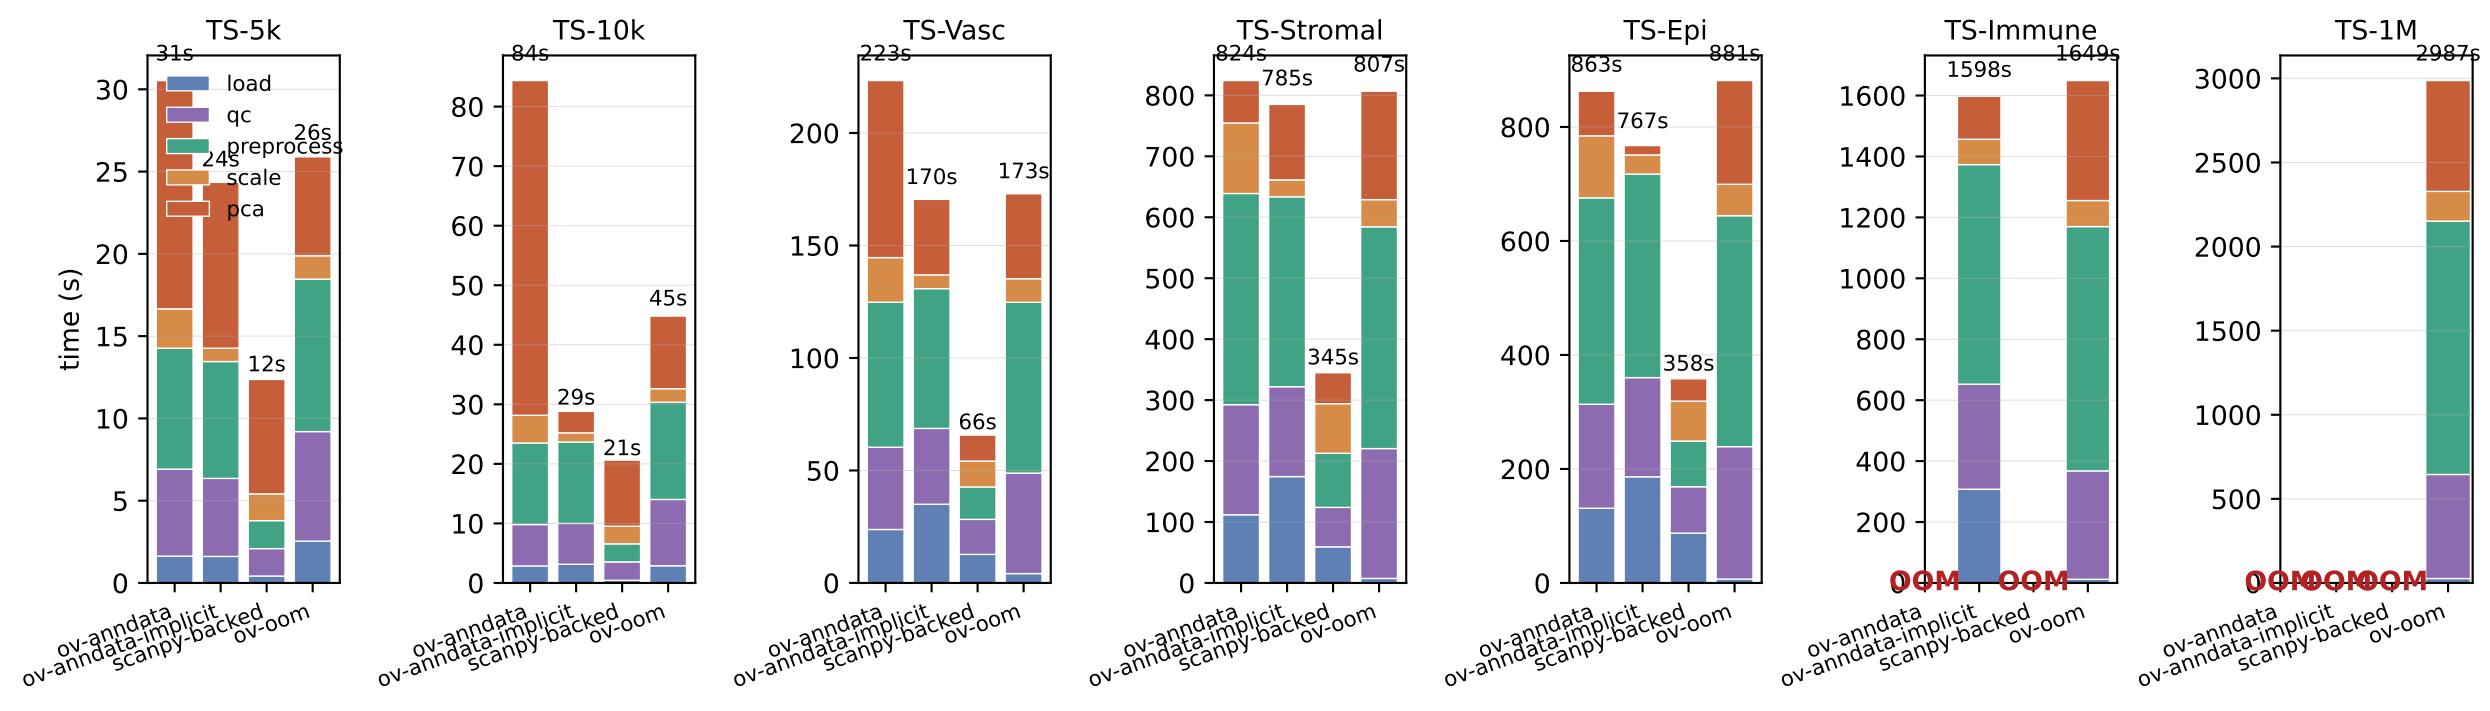 TS-5k
TS-10k
TS-Vasc
TS-Stromal
TS-Epi
TS-Immune
TS-1M
time (s)
0
5
10
15
20
25
30
31s
24s
12s
26s
load
qc
preprocess
scale
pca
ov-anndata
ov-anndata-implicit
scanpy-backed
ov-oom
0
10
20
30
40
50
60
70
80
84s
29s
21s
45s
ov-anndata
ov-anndata-implicit
scanpy-backed
ov-oom
0
50
100
150
200
223s
170s
66s
173s
ov-anndata
ov-anndata-implicit
scanpy-backed
ov-oom
0
100
200
300
400
500
600
700
800
824s
785s
345s
807s
ov-anndata
ov-anndata-implicit
scanpy-backed
ov-oom
0
200
400
600
800
863s
767s
358s
881s
ov-anndata
ov-anndata-implicit
scanpy-backed
ov-oom
0
200
400
600
800
1000
1200
1400
1600
OOM
1598s
OOM
1649s
ov-anndata
ov-anndata-implicit
scanpy-backed
ov-oom
0
500
1000
1500
2000
2500
3000
OOM
OOM
OOM
2987s
ov-anndata
ov-anndata-implicit
scanpy-backed
ov-oom